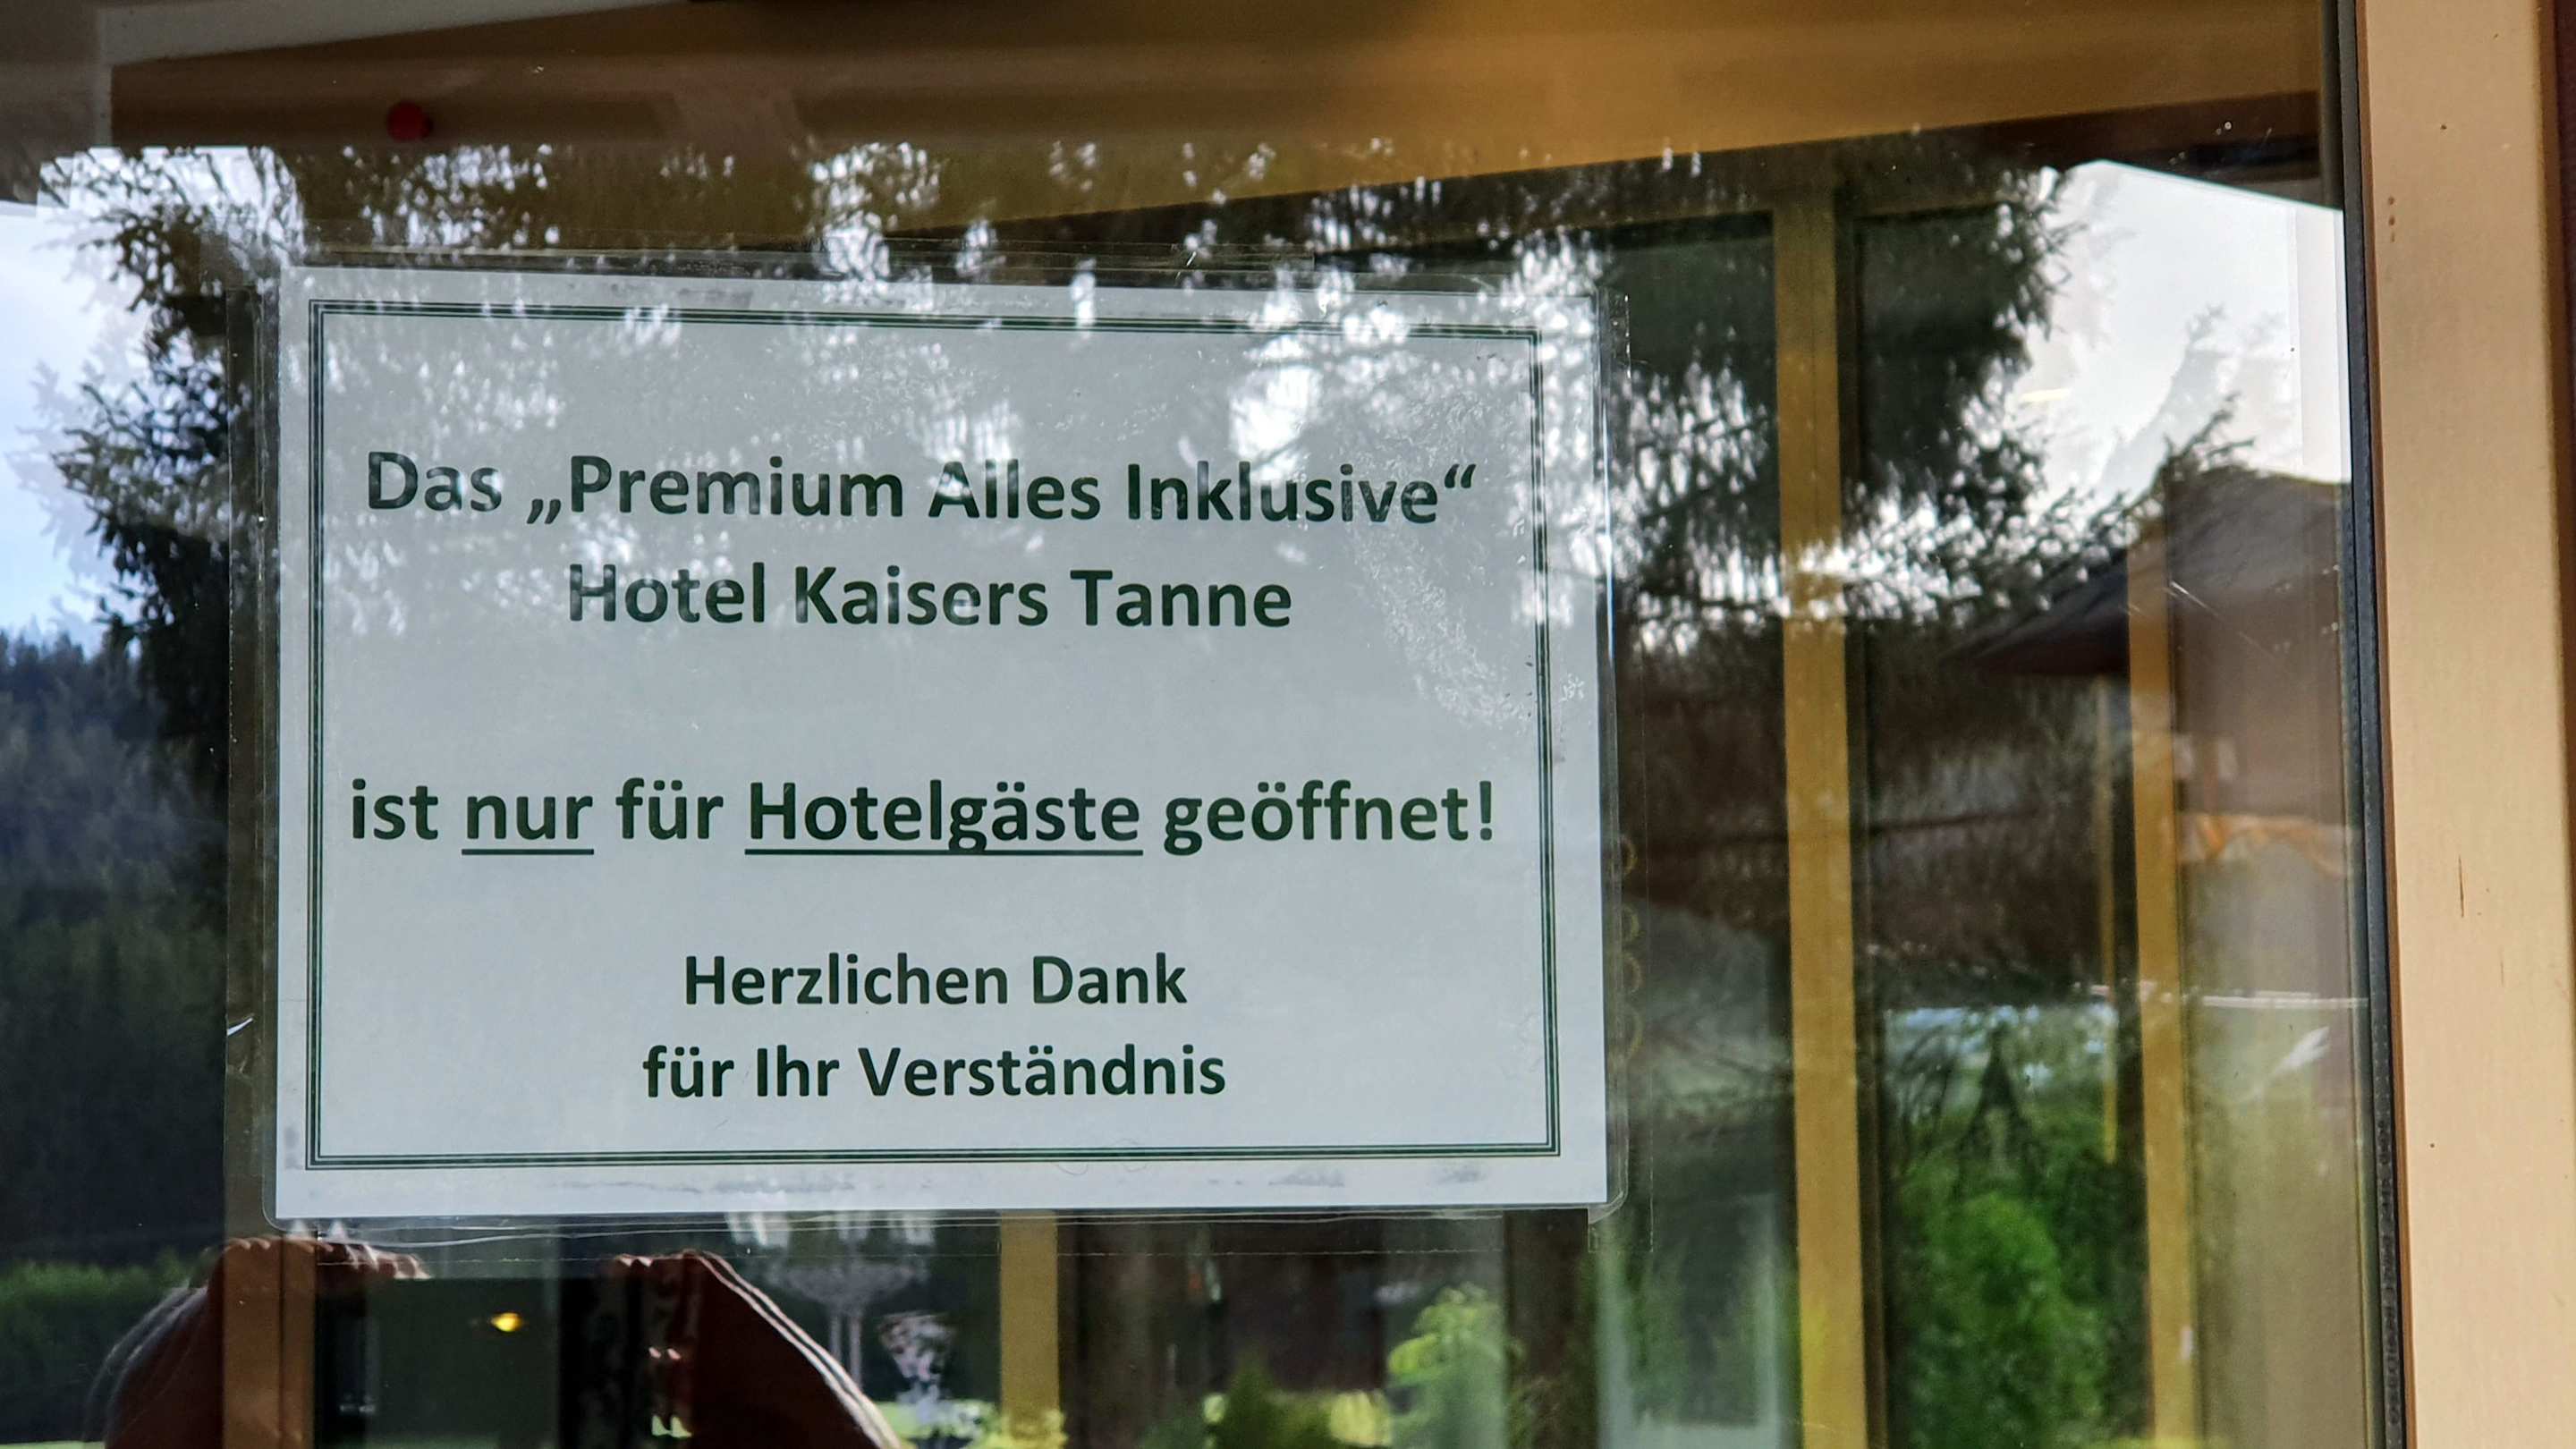 Das „Premium Alles Inklusive“
Hotel Kaisers Tanne
ist nur für Hotelgäste geöffnet!
Herzlichen Dank
für Ihr Verständnis